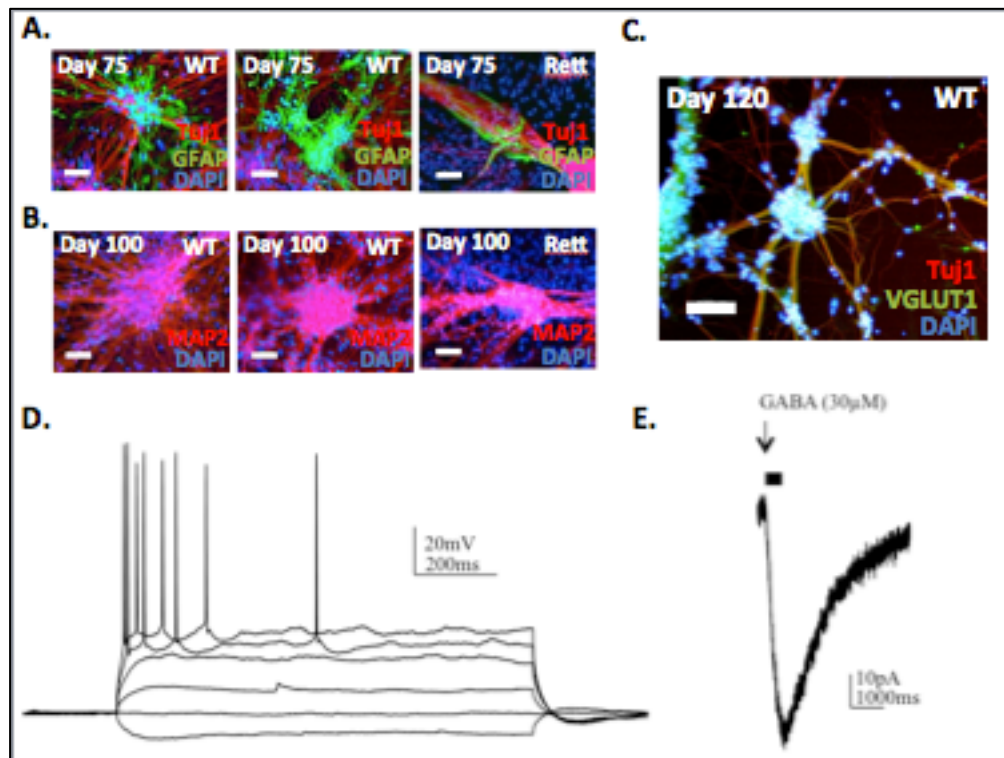 A.
Day 75 WT
Tuj1
GFAP
DAPI
Day 75 WT
Tuj1
GFAP
DAPI
Day 75 Rett
Tuj1
GFAP
DAPI
B.
Day 100 WT
MAP2
DAPI
Day 100 WT
MAP2
DAPI
Day 100 Rett
MAP2
DAPI
C.
Day 120 WT
Tuj1
VGLUT1
DAPI
D.
20mV
200ms
E.
GABA (30µM)
10pA
1000ms